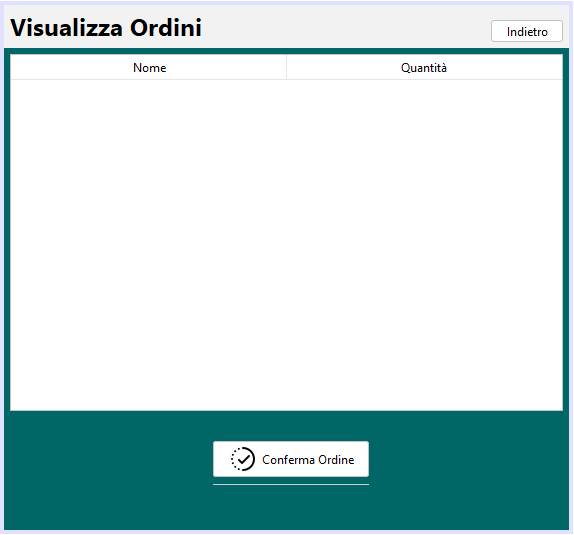 Visualizza Ordini
Indietro
Nome Quantità
Conferma Ordine